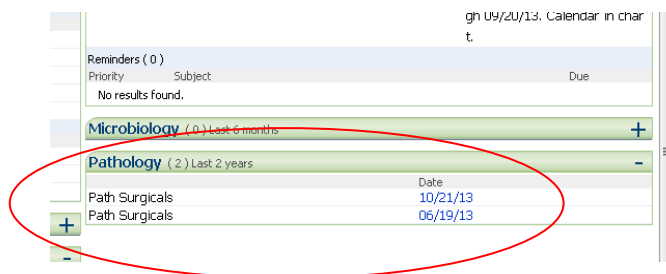 gh 09/20/13. Calendar in char
t.
Reminders ( 0 )
Priority Subject Due
No results found.
Microbiology ( 0 ) Last 6 months +
Pathology ( 2 ) Last 2 years -
Date
Path Surgicals 10/21/13
Path Surgicals 06/19/13
+
-